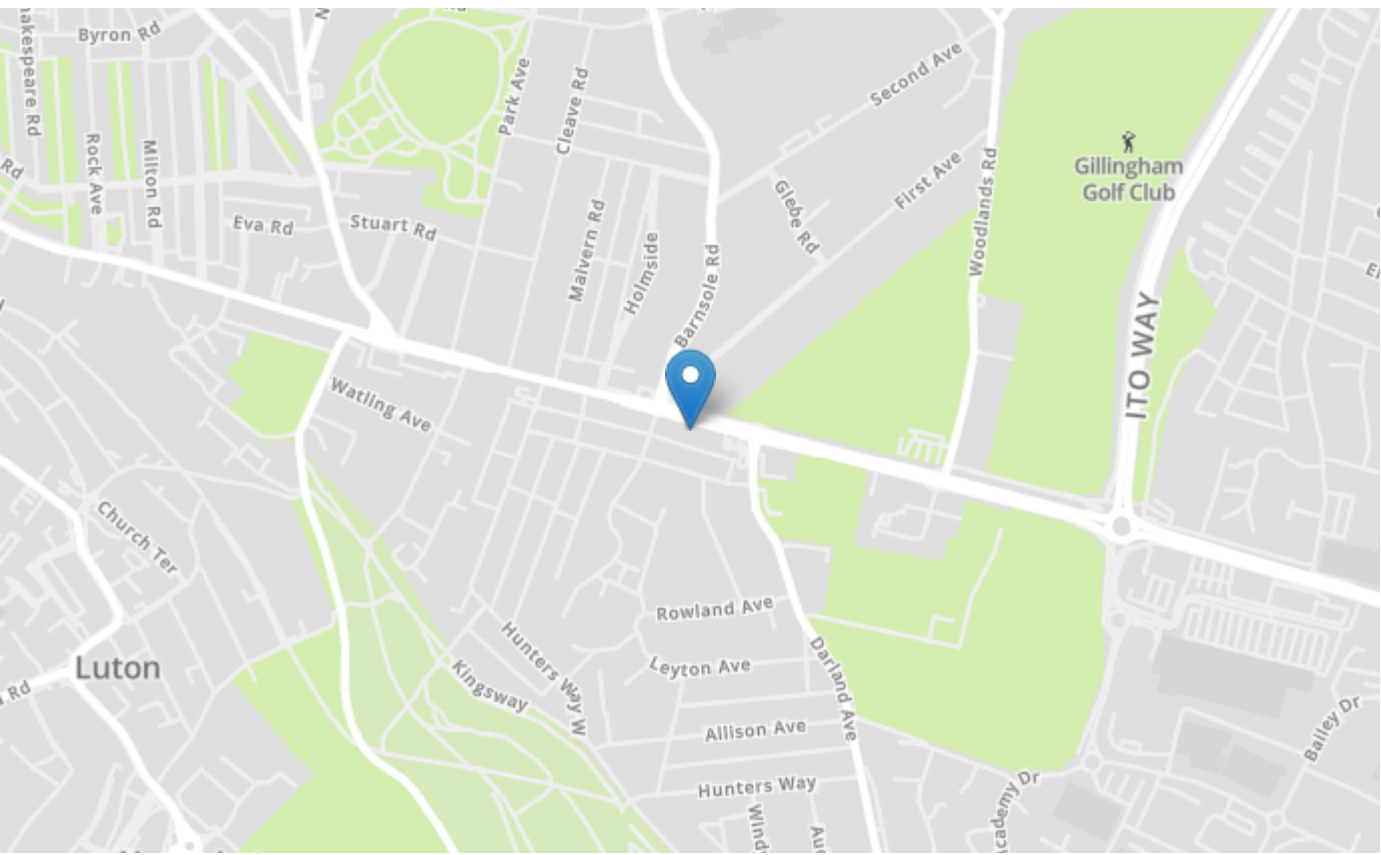 Byron Rd
Park Ave
Cleave Rd
Second Ave
Rock Ave
Milton Rd
Gillingham
Golf Club
First Ave
Glebe Rd
Woodlands Rd
Eva Rd
Stuart Rd
Malvern Rd
Holmside
Barnsole Rd
ITO WAY
Watling Ave
Church Ter
Rowland Ave
Hunters Way W
Luton
Leyton Ave
Kingsway
Darland Ave
Allison Ave
Bailey Dr
Hunters Way
Rd
Rd